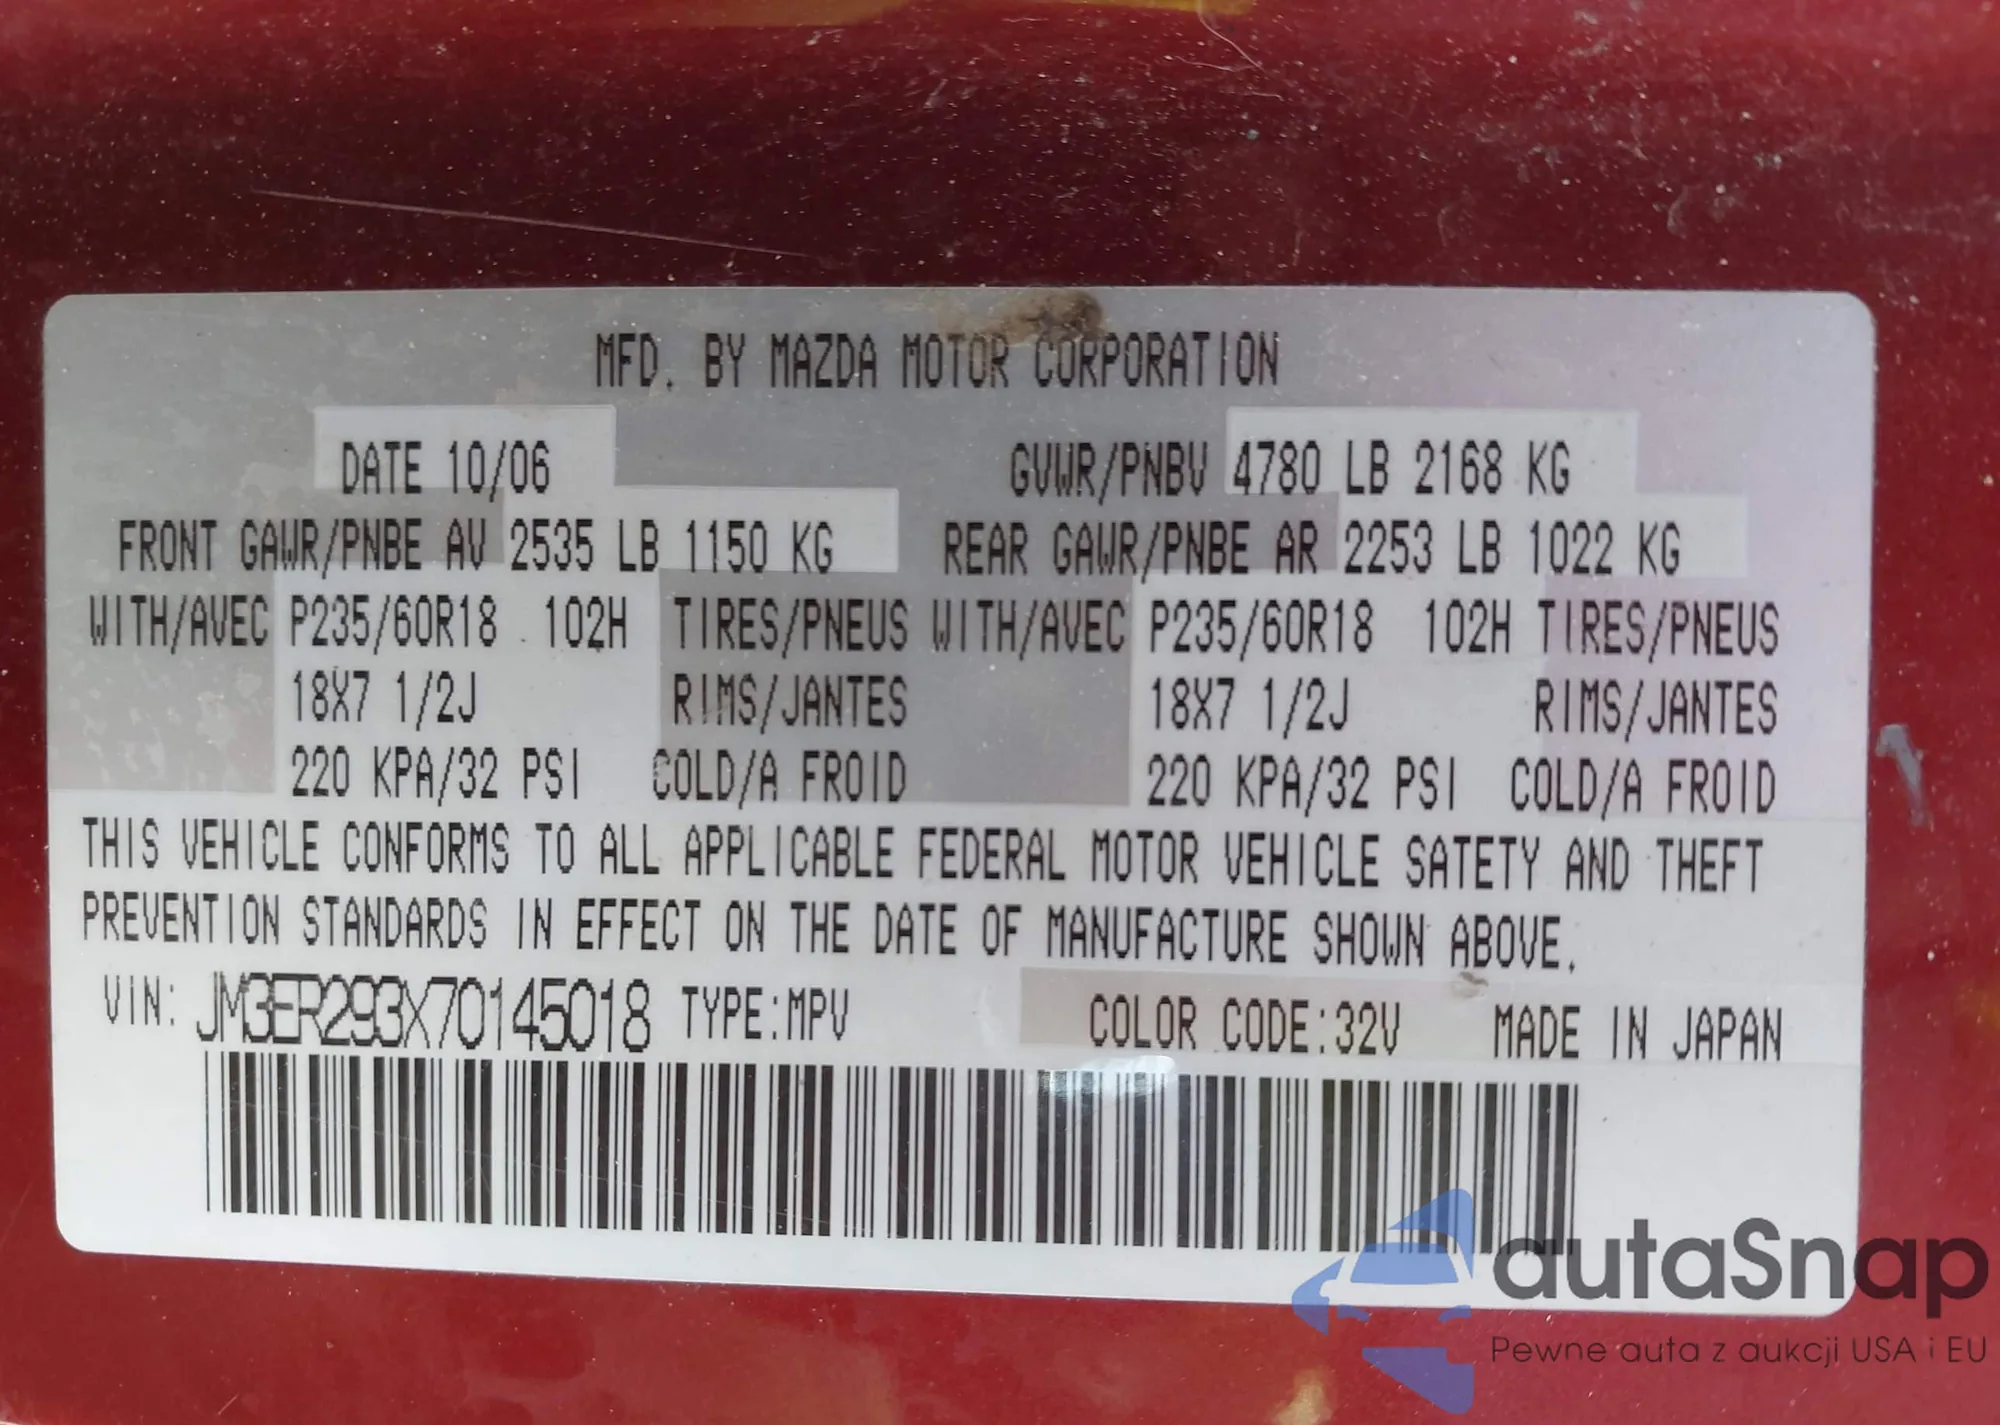 MFD. BY MAZDA MOTOR CORPORATION
DATE 10/06 GVWR/PNBV 4780 LB 2168 KG
FRONT GAWR/PNBE AV 2535 LB 1150 KG REAR GAWR/PNBE AR 2253 LB 1022 KG
WITH/AVEC P235/60R18 102H TIRES/PNEUS WITH/AVEC P235/60R18 102H TIRES/PNEUS
18X7 1/2J RIMS/JANTES 18X7 1/2J RIMS/JANTES
220 KPA/32 PSI COLD/A FROID 220 KPA/32 PSI COLD/A FROID
THIS VEHICLE CONFORMS TO ALL APPLICABLE FEDERAL MOTOR VEHICLE SATETY AND THEFT
PREVENTION STANDARDS IN EFFECT ON THE DATE OF MANUFACTURE SHOWN ABOVE.
VIN: JM3ER293X70145018 TYPE:MPV COLOR CODE:32V MADE IN JAPAN
autaSnap
Pewne auta z aukcji USA i EU